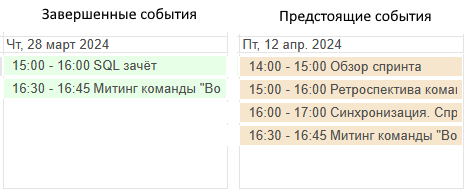 Завершенные события
Чт, 28 март 2024
15:00 - 16:00 SQL зачёт
16:30 - 16:45 Митинг команды "Во
Предстоящие события
Пт, 12 апр. 2024
14:00 - 15:00 Обзор спринта
15:00 - 16:00 Ретроспектива кома
16:00 - 17:00 Синхронизация. Спр
16:30 - 16:45 Митинг команды "Во